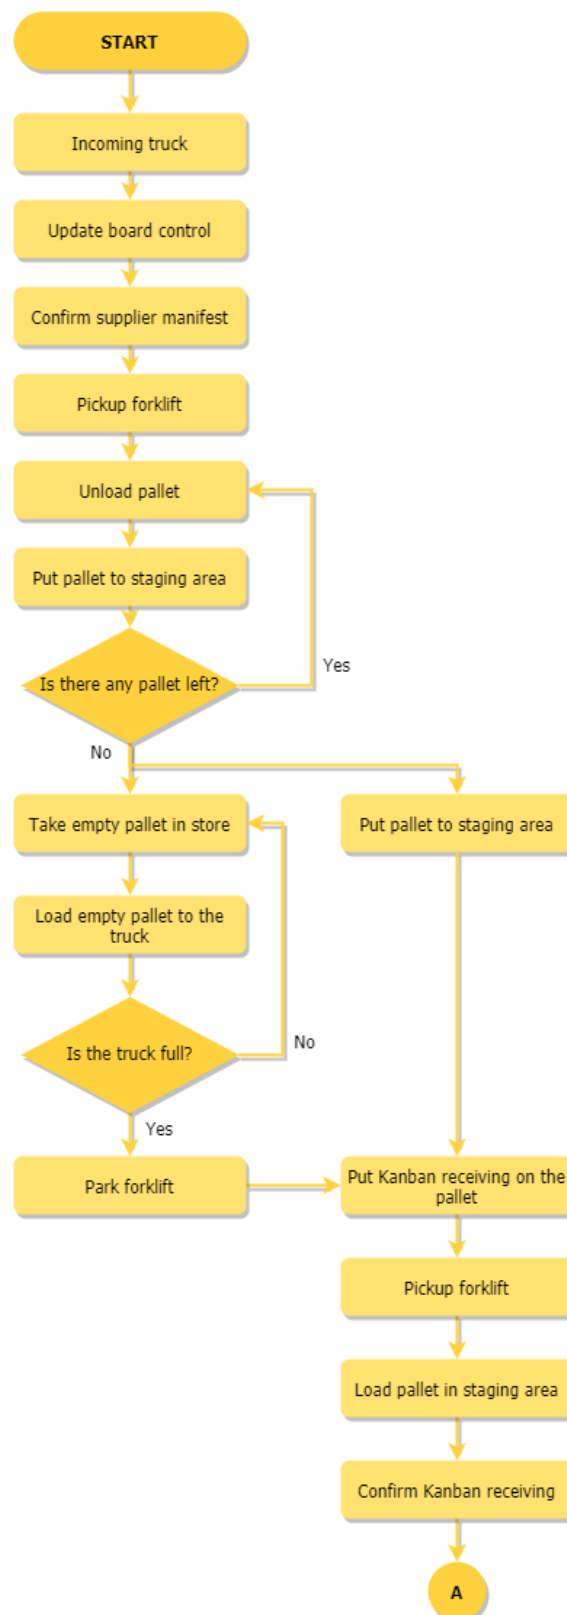 START
Incoming truck
Update board control
Confirm supplier manifest
Pickup forklift
Unload pallet
Put pallet to staging area
Is there any pallet left?
Yes
No
Take empty pallet in store
Put pallet to staging area
Load empty pallet to the
truck
Is the truck full?
No
Yes
Park forklift
Put Kanban receiving on the
pallet
Pickup forklift
Load pallet in staging area
Confirm Kanban receiving
A